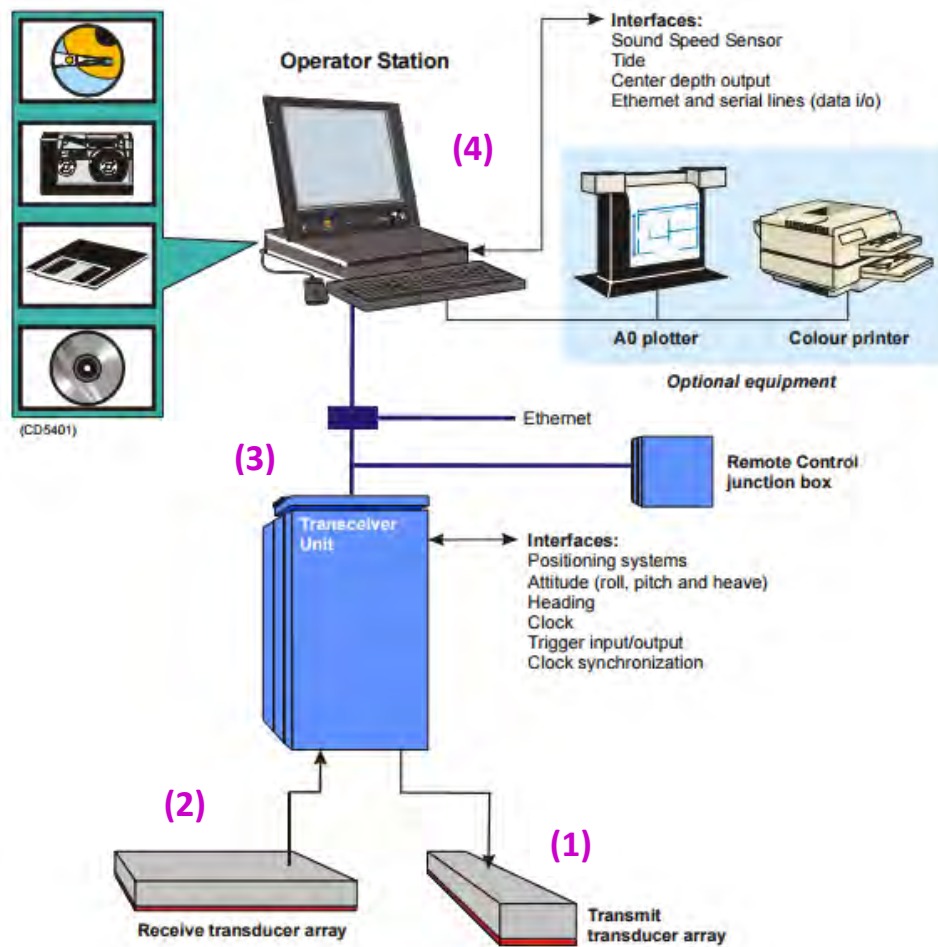 Interfaces:
Sound Speed Sensor
Tide
Center depth output
Ethernet and serial lines (data i/o)
Operator Station
(4)
A0 plotter
Colour printer
Optional equipment
(CD5401)
Ethernet
(3)
Remote Control
junction box
Transceiver
Unit
Interfaces:
Positioning systems
Attitude (roll, pitch and heave)
Heading
Clock
Trigger input/output
Clock synchronization
(2)
(1)
Receive transducer array
Transmit
transducer array